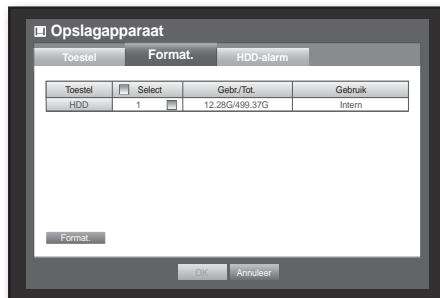 Opslagapparaat
Toestel Format. HDD-alarm
Toestel Select Gebr./Tot. Gebruik
HDD 1 12.28G/499.37G Intern
Format.
OK Annuleer